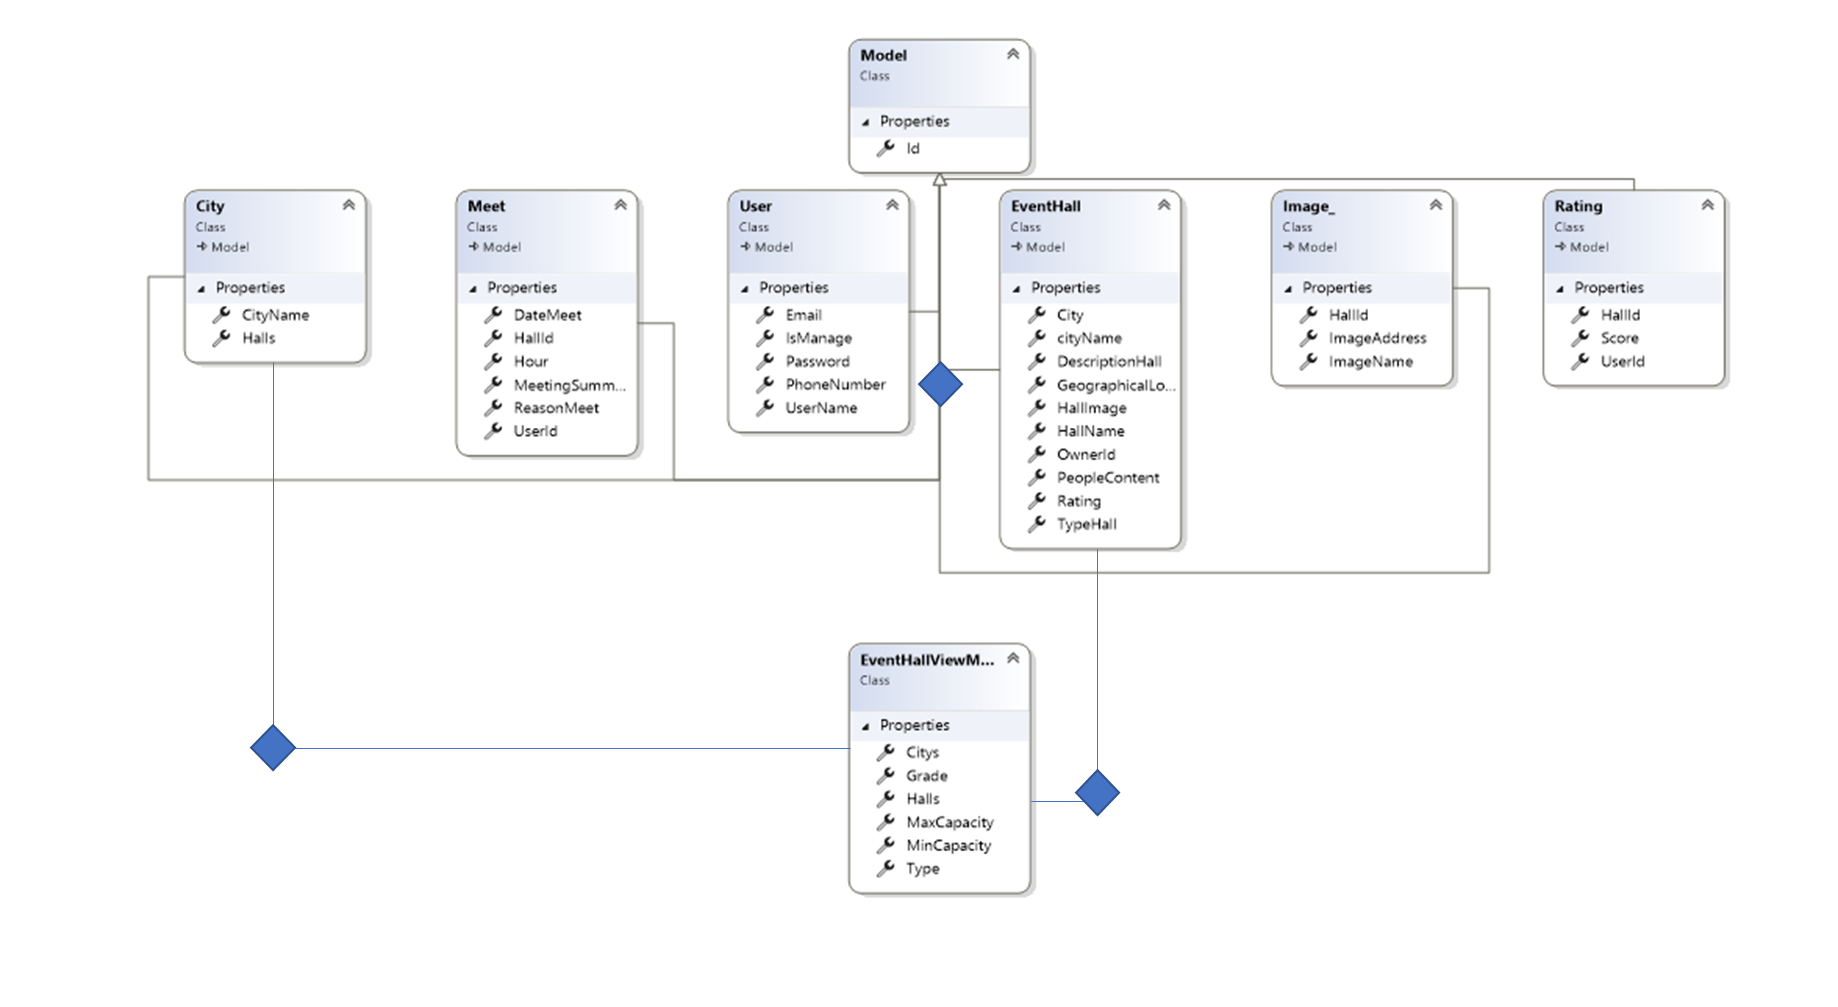 Model
Class
Properties
Id
City
Class
Model
Properties
CityName
Halls
Meet
Class
Model
Properties
DateMeet
HallId
Hour
MeetingSumm...
ReasonMeet
UserId
User
Class
Model
Properties
Email
IsManage
Password
PhoneNumber
UserName
EventHall
Class
Model
Properties
City
cityName
DescriptionHall
GeographicalLo...
HallImage
HallName
OwnerId
PeopleContent
Rating
TypeHall
Image_
Class
Model
Properties
HallId
ImageAddress
ImageName
Rating
Class
Model
Properties
HallId
Score
UserId
EventHallViewM...
Class
Properties
Citys
Grade
Halls
MaxCapacity
MinCapacity
Type